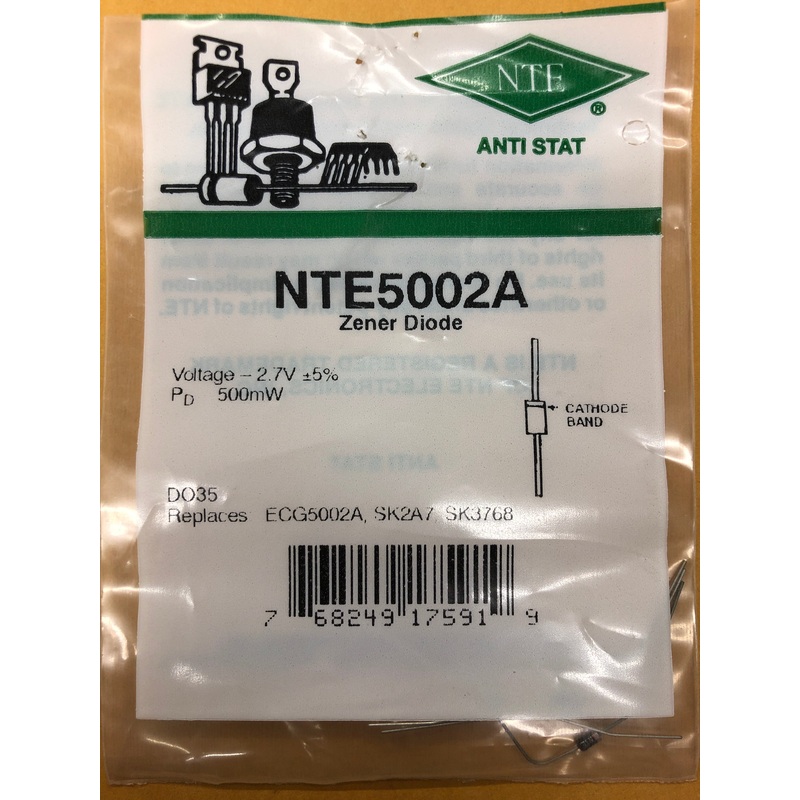 NTE
®
ANTI STAT
NTE5002A
Zener Diode
Voltage – 2.7V ±5%
PD 500mW
CATHODE
BAND
DO35
Replaces ECG5002A, SK2A7, SK3768
7 68249 17591 9